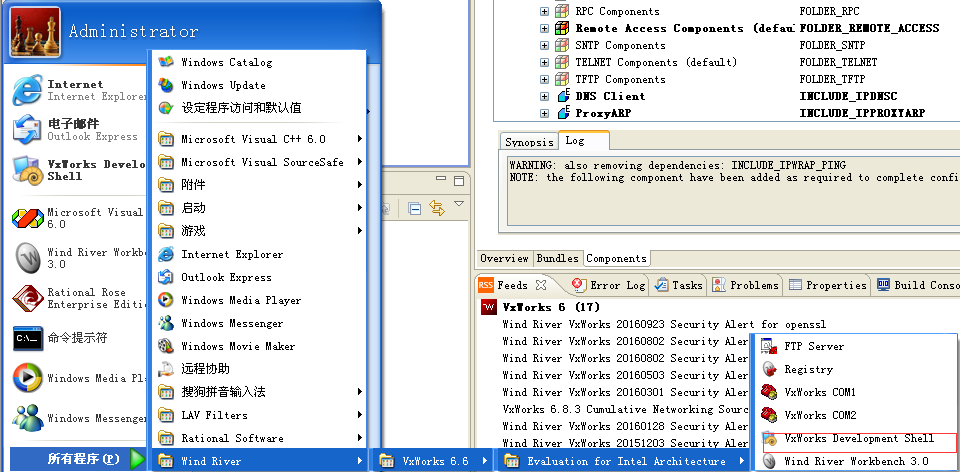 Administrator
Internet
Internet Explorer
电子邮件
Outlook Express
VxWorks Develo
Shell
Microsoft Visual
6.0
Wind River Workben
3.0
Rational Rose
Enterprise Editi
命令提示符
Windows Media Pl
Windows Messenger
所有程序(P)
Windows Catalog
Windows Update
设定程序访问和默认值
Microsoft Visual C++ 6.0
Microsoft Visual SourceSafe
附件
启动
游戏
Internet Explorer
Outlook Express
Windows Media Player
Windows Messenger
Windows Movie Maker
远程协助
搜狗拼音输入法
LAV Filters
Rational Software
Wind River
VxWorks 6.6
Evaluation for Intel Architecture
FTP Server
Registry
VxWorks COM1
VxWorks COM2
VxWorks Development Shell
Wind River Workbench 3.0
RPC Components FOLDER_RPC
Remote Access Components (defau FOLDER_REMOTE_ACCESS
SNTP Components FOLDER_SNTP
TELNET Components (default) FOLDER_TELNET
TFTP Components FOLDER_TFTP
DNS Client INCLUDE_IPDNSC
ProxyARP INCLUDE_IPPROXYARP
Synopsis Log
WARNING: also removing dependencies: INCLUDE_IPWRAP_PING
NOTE: the following component have been added as required to complete confi
Overview Bundles Components
RSS Feeds Error Log Tasks Problems Properties Build Conso
VxWorks 6 (17)
Wind River VxWorks 20160923 Security Alert for openssl
Wind River VxWorks 20160802 Security Aler
Wind River VxWorks 20160802 Security Aler
Wind River VxWorks 20160503 Security Aler
Wind River VxWorks 20160301 Security Aler
VxWorks 6.8.3 Cumulative Networking Sourc
Wind River VxWorks 20160128 Security Aler
Wind River VxWorks 20151203 Security Aler